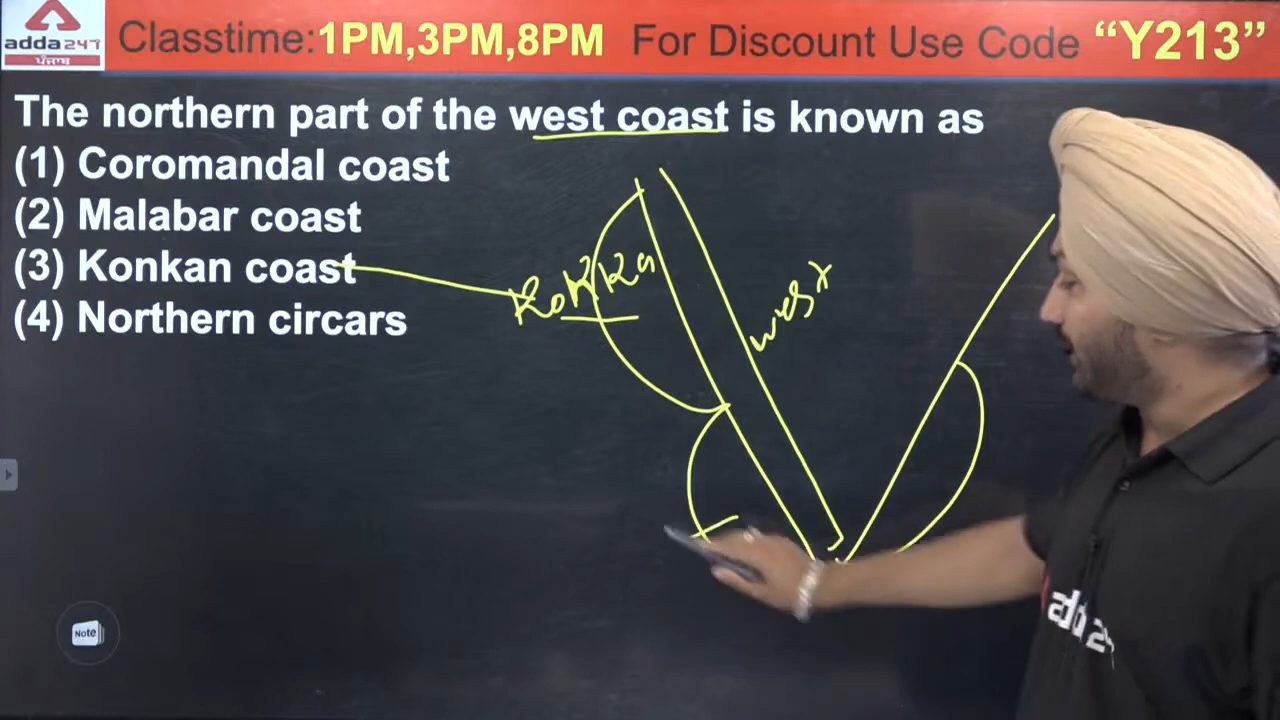 adda247
ਪੰਜਾਬ
Classtime:1PM,3PM,8PM For Discount Use Code “Y213”
The northern part of the west coast is known as
(1) Coromandal coast
(2) Malabar coast
(3) Konkan coast
(4) Northern circars
west
Note
adda 247